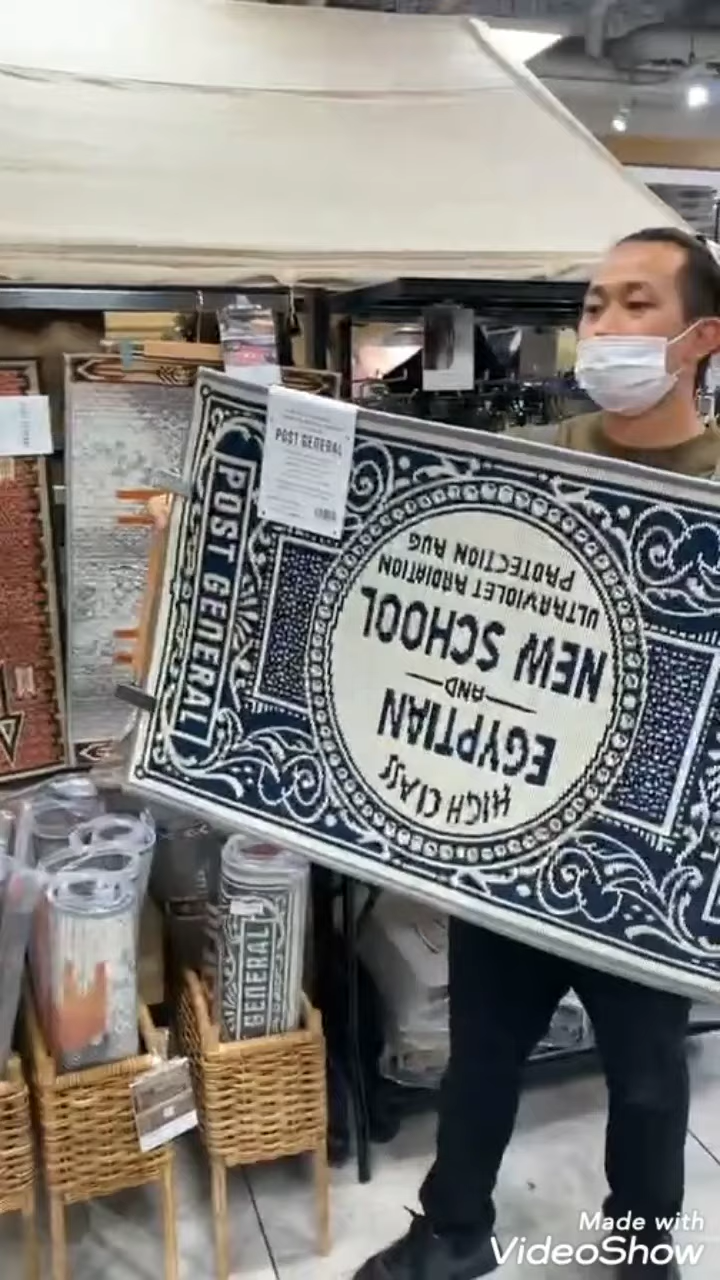 POST GENERAL
POST GENERAL
HIGH CLASS
EGYPTIAN
AND
NEW SCHOOL
ULTRAVIOLET RADIATION
PROTECTION RUG
GENERAL
Made with
VideoShow